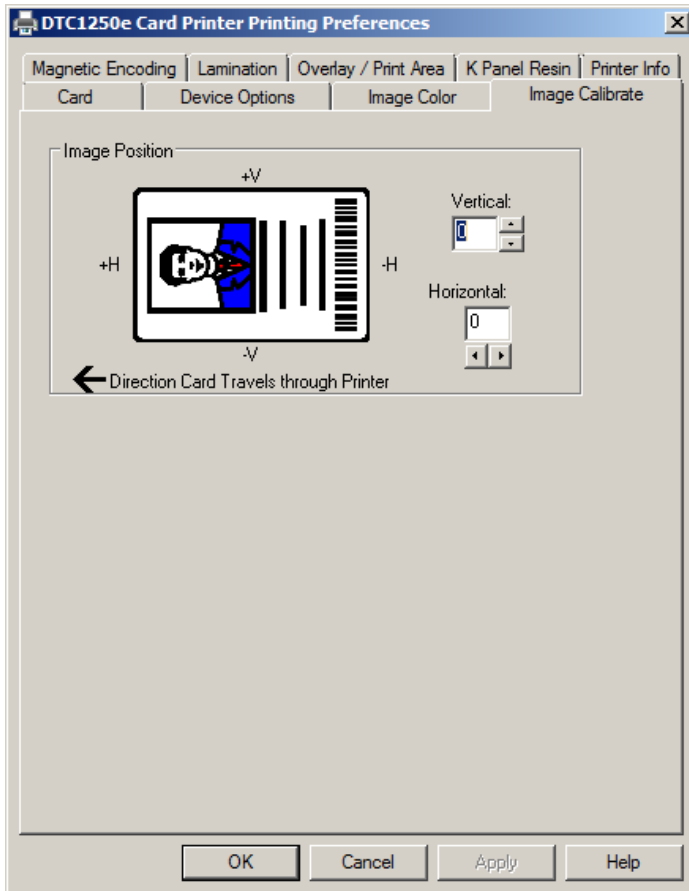 DTC1250e Card Printer Printing Preferences
Magnetic Encoding Lamination Overlay / Print Area K Panel Resin Printer Info
Card Device Options Image Color Image Calibrate
Image Position
+V
Vertical:
0
+H
-H
Horizontal:
0
-V
Direction Card Travels through Printer
OK Cancel Apply Help